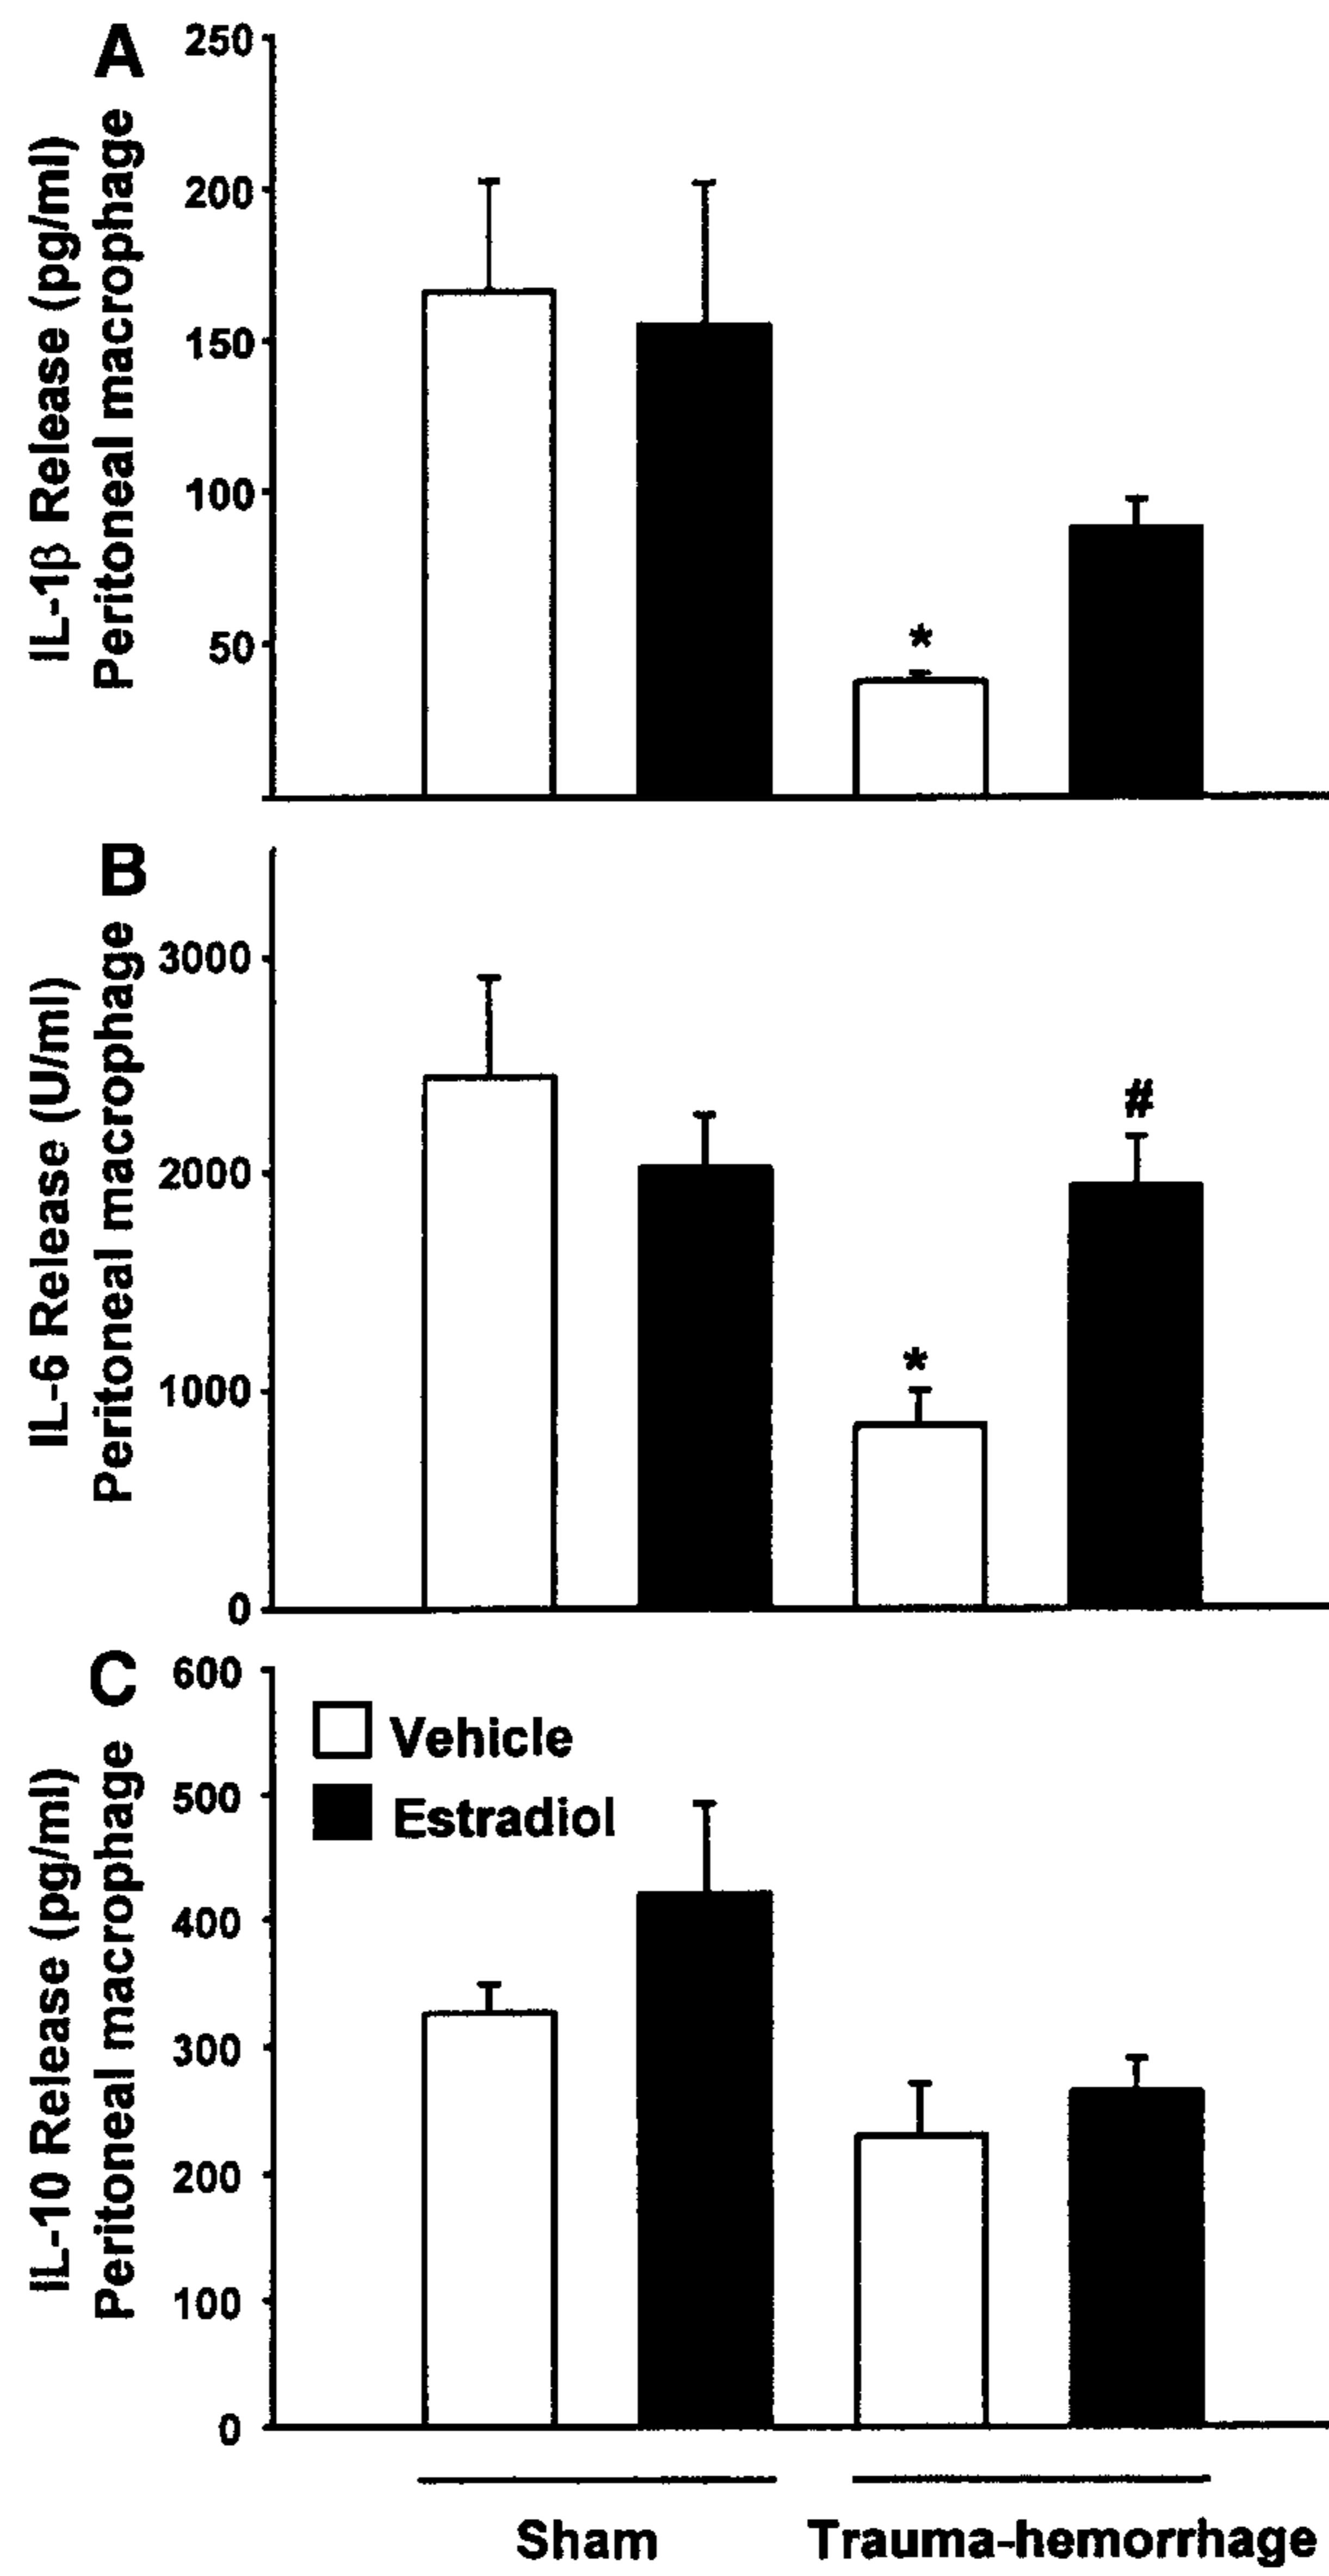 A
IL-1β Release (pg/ml)
Peritoneal macrophage
250
200
150
100
50
*
B
IL-6 Release (U/ml)
Peritoneal macrophage
3000
2000
1000
0
*
#
C
IL-10 Release (pg/ml)
Peritoneal macrophage
600
500
400
300
200
100
0
Vehicle
Estradiol
Sham
Trauma-hemorrhage